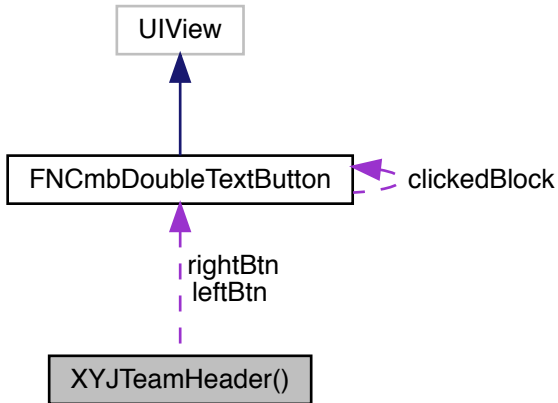 UIView
FNCmbDoubleTextButton
clickedBlock
rightBtn
leftBtn
XYJTeamHeader()